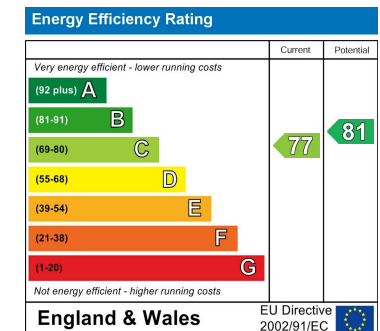 Energy Efficiency Rating
Current Potential
Very energy efficient - lower running costs
(92 plus) A
(81-91) B
(69-80) C
(55-68) D
(39-54) E
(21-38) F
(1-20) G
77
81
Not energy efficient - higher running costs
England & Wales
EU Directive
2002/91/EC